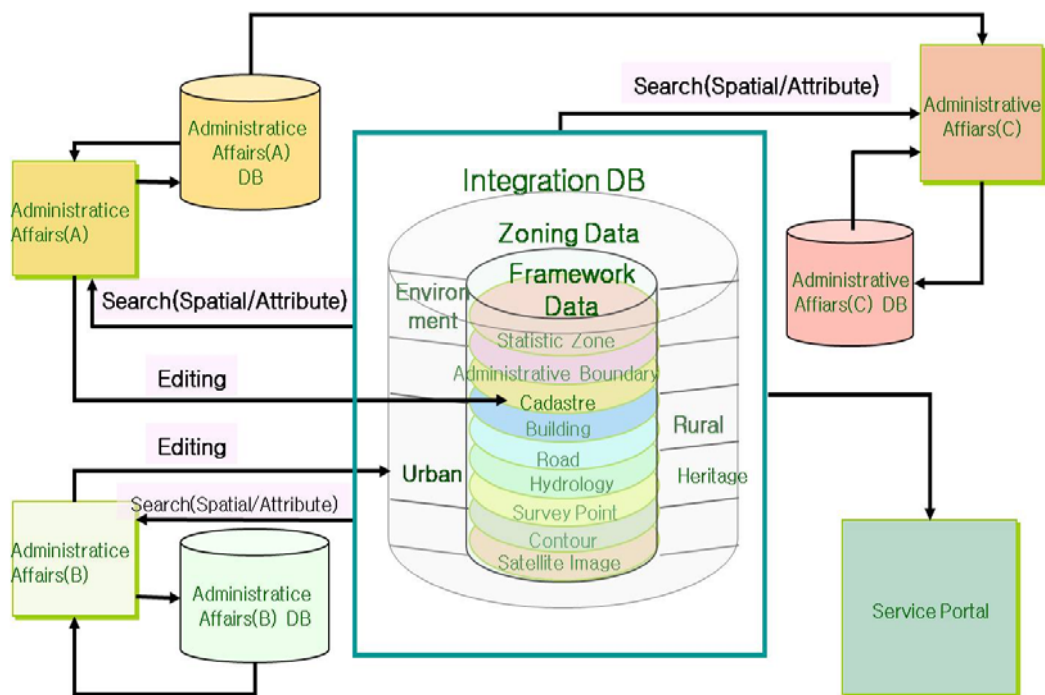 Search(Spatial/Attribute)
Administrative
Affiars(C)
Administratice
Affairs(A)
DB
Administratice
Affairs(A)
Integration DB
Zoning Data
Framework
Data
Environ
ment
Administrative
Affiars(C) DB
Search(Spatial/Attribute)
Statistic Zone
Administrative Boundary
Editing
Cadastre
Building
Rural
Editing
Road
Urban
Hydrology
Heritage
Search(Spatial/Attribute)
Survey Point
Contour
Satellite Image
Administratice
Affairs(B)
Administratice
Affairs(B) DB
Service Portal